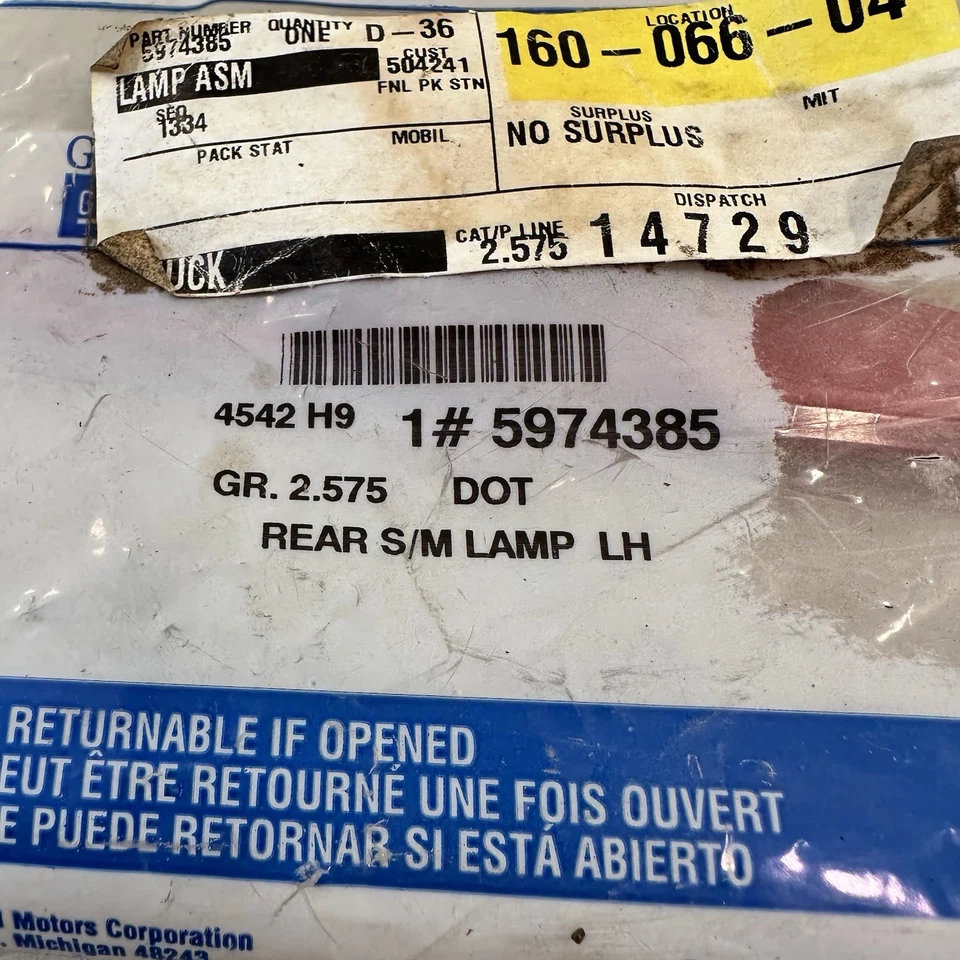 PART NUMBER QUANTITY D-36
5974385 ONE
CUST
504241
LAMP ASM
FNL PK STN
SEQ
1334
PACK STAT MOBIL
LOCATION
160-066-04
SURPLUS MIT
NO SURPLUS
DISPATCH
UCK
CAT/P LINE
2.575 14729
G
4542 H9 1# 5974385
GR. 2.575 DOT
REAR S/M LAMP LH
RETURNABLE IF OPENED
EUT ÊTRE RETOURNÉ UNE FOIS OUVERT
E PUEDE RETORNAR SI ESTÁ ABIERTO
Motors Corporation
, Michigan 48243